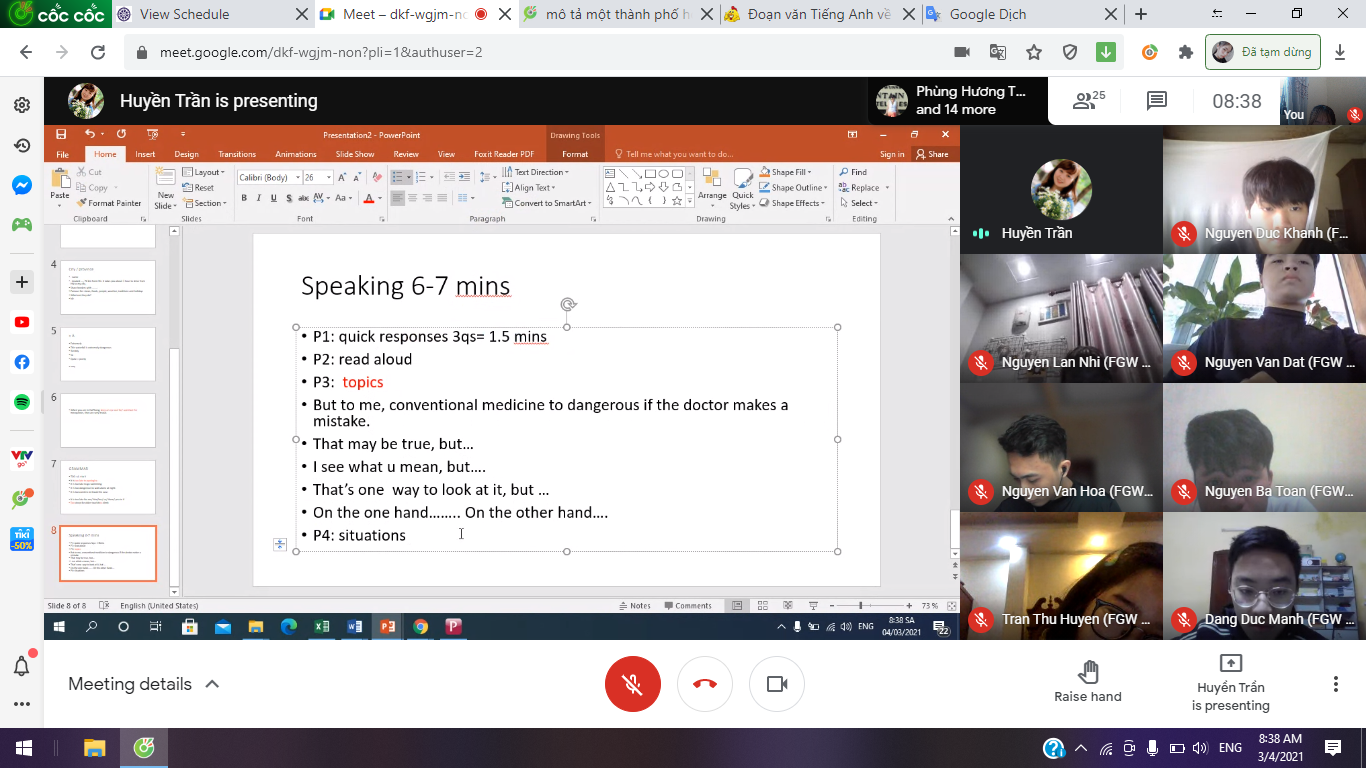 cốc cốc
View Schedule
Meet – dkf-wgjm-no
mô tả một thành phố h
Đoạn văn Tiếng Anh về
Google Dịch
meet.google.com/dkf-wgjm-non?pli=1&authuser=2
Đã tạm dừng
Huyền Trần is presenting
Phùng Hương T...
and 14 more
25
08:38
You
Presentation2 - PowerPoint
Drawing Tools
File
Home
Insert
Design
Transitions
Animations
Slide Show
Review
View
Foxit Reader PDF
Format
Tell me what you want to do...
Sign in
Share
Paste
Cut
Copy
Format Painter
Clipboard
New
Slide
Layout
Reset
Section
Slides
Calibri (Body)
26
Font
Text Direction
Align Text
Convert to SmartArt
Paragraph
Arrange
Quick
Styles
Shape Fill
Shape Outline
Shape Effects
Drawing
Find
Replace
Select
Editing
4
5
6
7
8
Speaking 6-7 mins
• P1: quick responses 3qs= 1.5 mins
• P2: read aloud
• P3: topics
• But to me, conventional medicine to dangerous if the doctor makes a
mistake.
• That may be true, but...
• I see what u mean, but....
• That's one way to look at it, but ...
• On the one hand........ On the other hand....
• P4: situations
Slide 8 of 8
English (United States)
Notes
Comments
73 %
ENG
8:38 SA
04/03/2021
22
Huyền Trần
Nguyen Duc Khanh (F...
Nguyen Lan Nhi (FGW ...
Nguyen Van Dat (FGW ...
Nguyen Van Hoa (FGW...
Nguyen Ba Toan (FGW...
Tran Thu Huyen (FGW ...
Dang Duc Manh (FGW ...
VTV
go
TIKI
-50%
Meeting details
Raise hand
Huyền Trần
is presenting
ENG
8:38 AM
3/4/2021